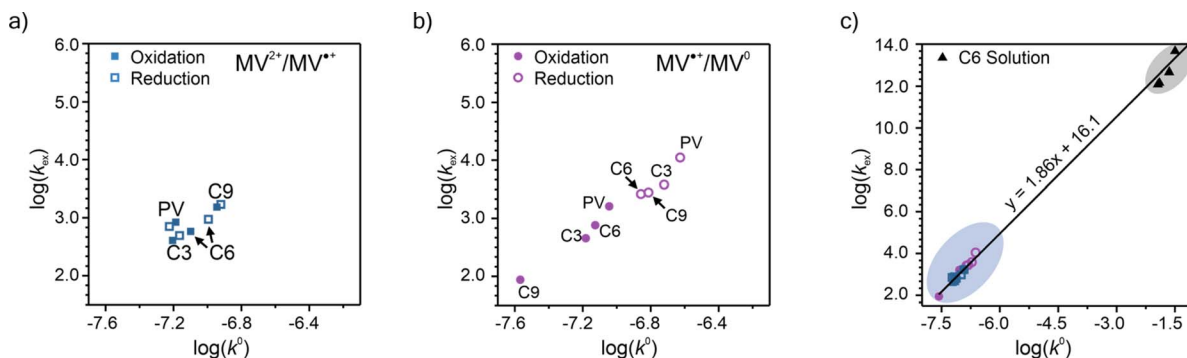 a)
6.0
5.0
4.0
3.0
2.0
log(kₑₓ)
Oxidation
Reduction
MV²⁺/MV•⁺
PV
C9
C3
C6
-7.6
-7.2
-6.8
-6.4
log(k⁰)
b)
6.0
5.0
4.0
3.0
2.0
log(kₑₓ)
Oxidation
Reduction
MV•⁺/MV⁰
PV
C6
C3
PV
C9
C3
C6
C9
-7.6
-7.2
-6.8
-6.4
log(k⁰)
c)
14.0
12.0
10.0
8.0
6.0
4.0
2.0
log(kₑₓ)
C6 Solution
y = 1.86x + 16.1
-7.5
-6.0
-4.5
-3.0
-1.5
log(k⁰)